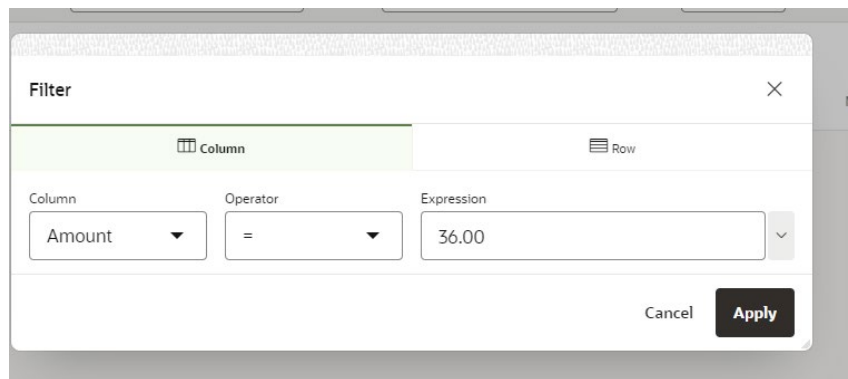 Filter
Column
Row
Column
Operator
Expression
Amount
=
36.00
Cancel
Apply